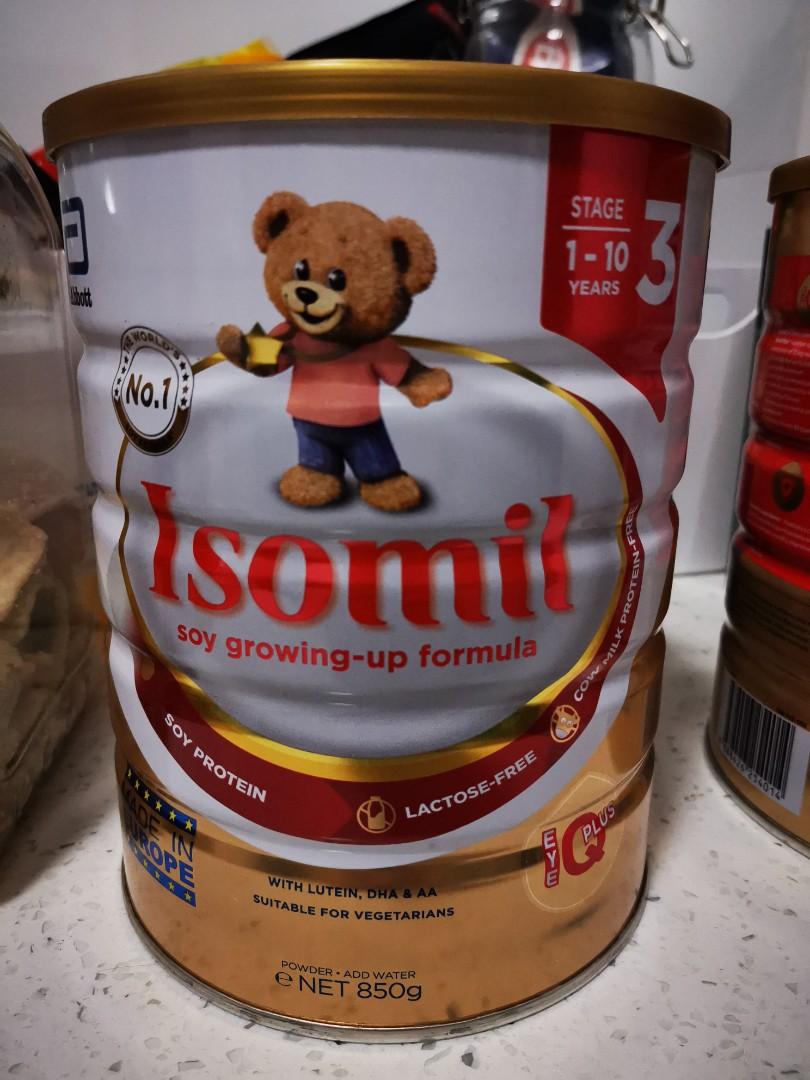 STAGE
1 - 10
YEARS
3
Abbott
THE WORLD'S
No.1
Isomil
soy growing-up formula
SOY PROTEIN
LACTOSE-FREE
COW MILK PROTEIN-FREE
MADE IN
EUROPE
EYE
Q
PLUS
WITH LUTEIN, DHA & AA
SUITABLE FOR VEGETARIANS
POWDER • ADD WATER
℮ NET 850g